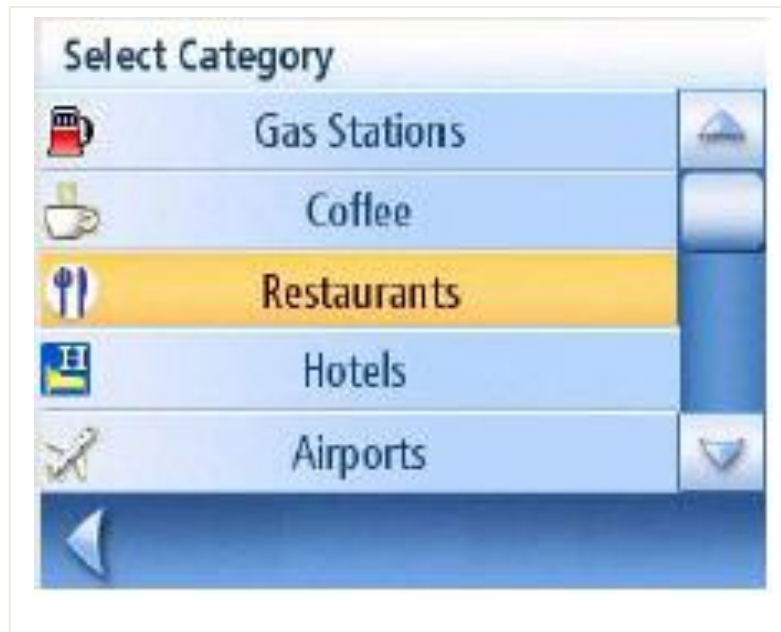 Select Category
Gas Stations
Coffee
Restaurants
H
Hotels
Airports